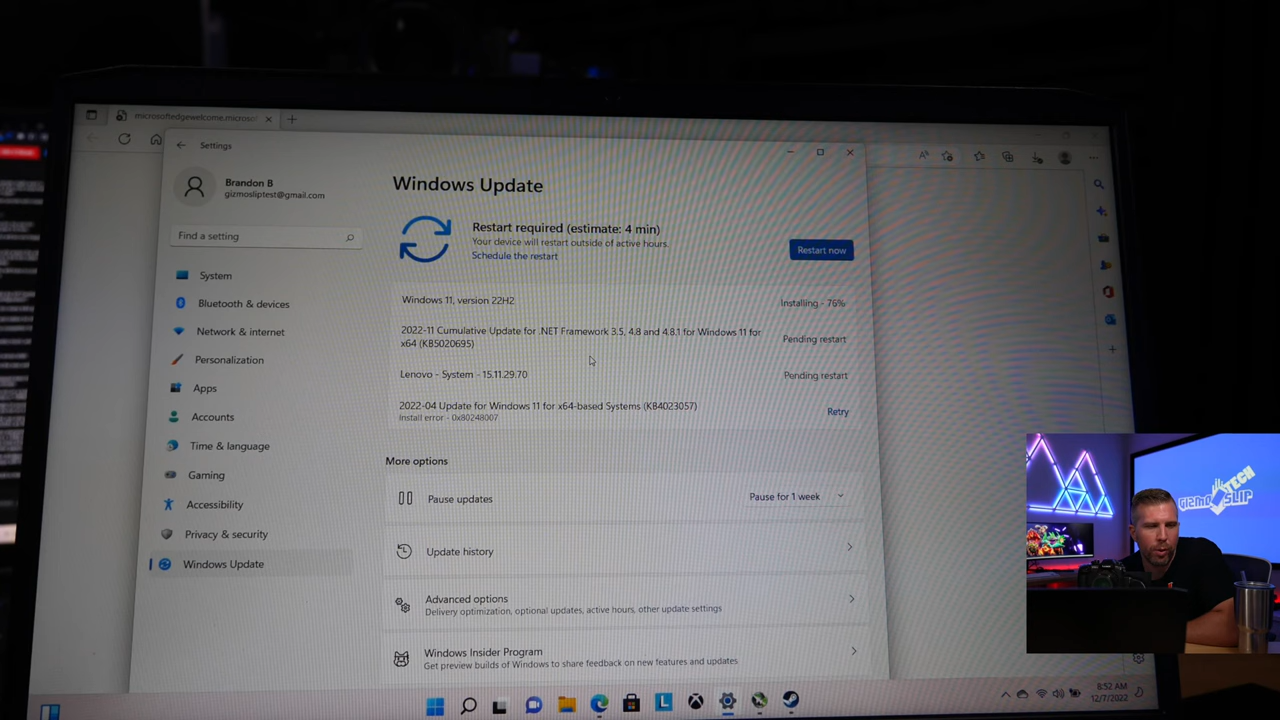 microsoftedgewelcome.microsof
Settings
Brandon B
gizmosliptest@gmail.com
Find a setting
System
Bluetooth & devices
Network & internet
Personalization
Apps
Accounts
Time & language
Gaming
Accessibility
Privacy & security
Windows Update
Windows Update
Restart required (estimate: 4 min)
Your device will restart outside of active hours.
Schedule the restart
Restart now
Windows 11, version 22H2
Installing - 76%
2022-11 Cumulative Update for .NET Framework 3.5, 4.8 and 4.8.1 for Windows 11 for
x64 (KB5020695)
Pending restart
Lenovo - System - 15.11.29.70
Pending restart
2022-04 Update for Windows 11 for x64-based Systems (KB4023057)
Install error - 0x80248007
Retry
More options
Pause updates
Pause for 1 week
Update history
Advanced options
Delivery optimization, optional updates, active hours, other update settings
Windows Insider Program
Get preview builds of Windows to share feedback on new features and updates
8:52 AM
12/7/2022
GIZMO SLIP
TECH